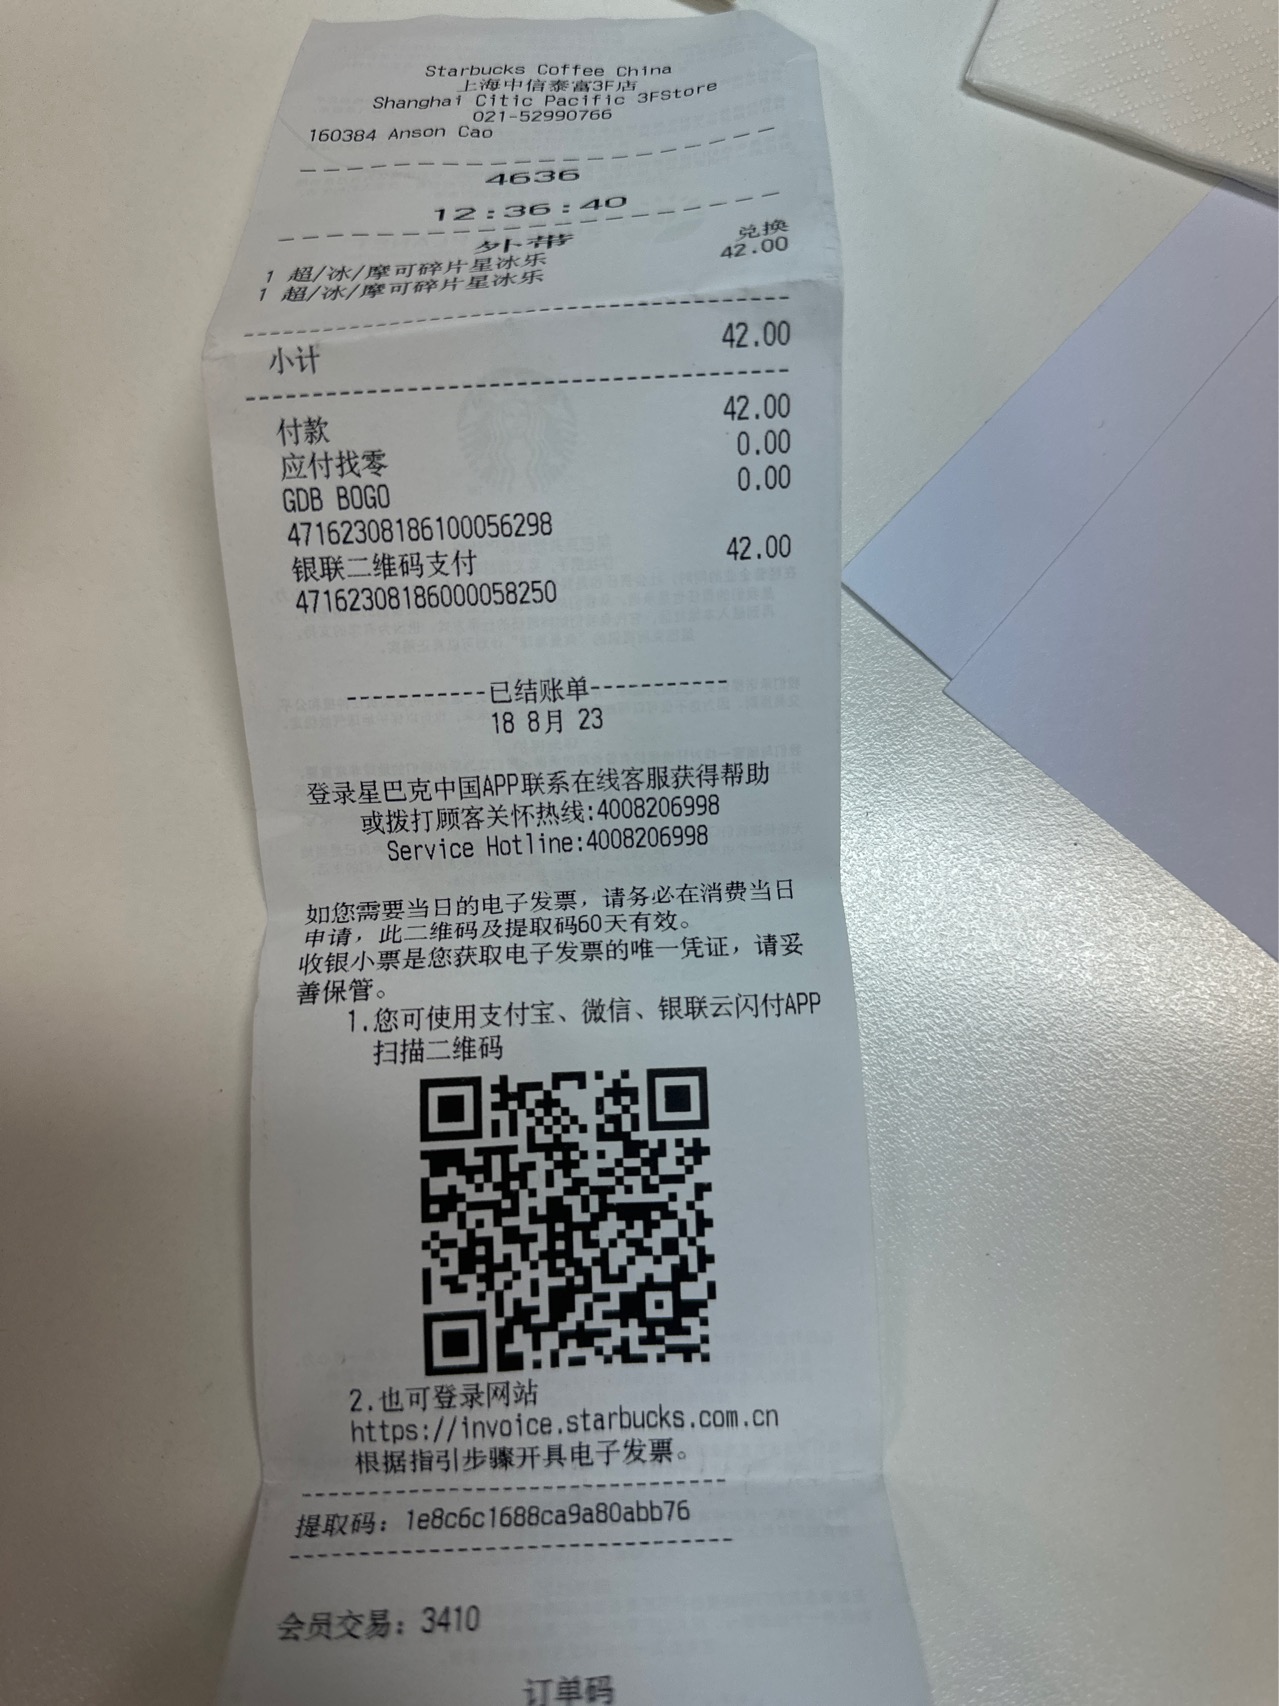 Starbucks Coffee China
上海中信泰富3F店
Shanghai Citic Pacific 3FStore
021-52990766
160384 Anson Cao
4636
12:36:40
外带
1 超/冰/摩可碎片星冰乐 兑换
1 超/冰/摩可碎片星冰乐 42.00
小计 42.00
付款 42.00
应付找零 0.00
GDB BOGO 0.00
47162308186100056298
银联二维码支付 42.00
47162308186000058250
-----------已结账单-----------
18 8月 23
登录星巴克中国APP联系在线客服获得帮助
或拨打顾客关怀热线:4008206998
Service Hotline:4008206998
如您需要当日的电子发票，请务必在消费当日
申请，此二维码及提取码60天有效。
收银小票是您获取电子发票的唯一凭证，请妥
善保管。
1.您可使用支付宝、微信、银联云闪付APP
扫描二维码
2.也可登录网站
https://invoice.starbucks.com.cn
根据指引步骤开具电子发票。
提取码：1e8c6c1688ca9a80abb76
会员交易：3410
订单码